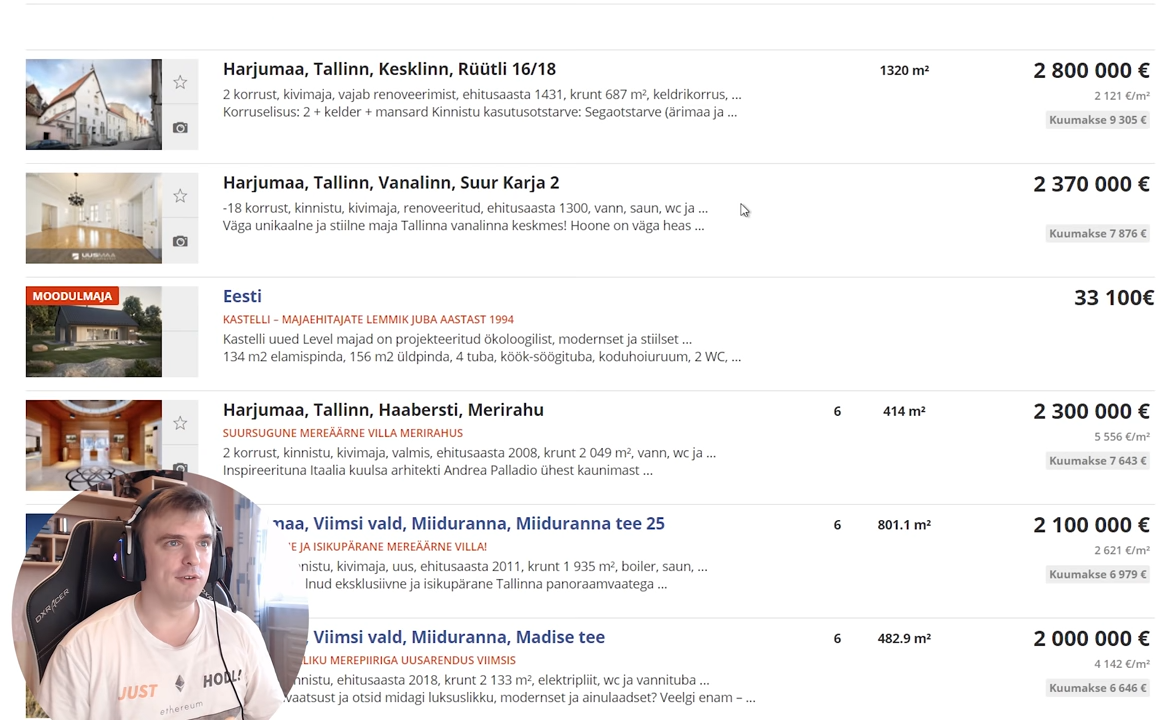 Harjumaa, Tallinn, Kesklinn, Rüütli 16/18
1320 m²
2 800 000 €
2 korrust, kivimaja, vajab renoveerimist, ehitusaasta 1431, krunt 687 m², keldrikorrus, ...
2 121 €/m²
Korruselisus: 2 + kelder + mansard Kinnistu kasutusotstarve: Segaotstarve (ärimaa ja ...
Kuumakse 9 305 €
Harjumaa, Tallinn, Vanalinn, Suur Karja 2
2 370 000 €
-18 korrust, kinnistu, kivimaja, renoveeritud, ehitusaasta 1300, vann, saun, wc ja ...
Väga unikaalne ja stiilne maja Tallinna vanalinna keskmes! Hoone on väga heas ...
Kuumakse 7 876 €
UUSMAA
MOODULMAJA
Eesti
33 100€
KASTELLI – MAJAEHITAJATE LEMMIK JUBA AASTAST 1994
Kastelli uued Level majad on projekteeritud ökoloogilist, modernset ja stiilset ...
134 m2 elamispinda, 156 m2 üldpinda, 4 tuba, köök-söögituba, koduhoiuruum, 2 WC, ...
Harjumaa, Tallinn, Haabersti, Merirahu
6
414 m²
2 300 000 €
SUURSUGUNE MEREÄÄRNE VILLA MERIRAHUS
5 556 €/m²
2 korrust, kinnistu, kivimaja, valmis, ehitusaasta 2008, krunt 2 049 m², vann, wc ja ...
Kuumakse 7 643 €
Inspireerituna Itaalia kuulsa arhitekti Andrea Palladio ühest kaunimast ...
maa, Viimsi vald, Miiduranna, Miiduranna tee 25
6
801.1 m²
2 100 000 €
E JA ISIKUPÄRANE MEREÄÄRNE VILLA!
2 621 €/m²
nnistu, kivimaja, uus, ehitusaasta 2011, krunt 1 935 m², boiler, saun, ...
Kuumakse 6 979 €
lnud eksklusiivne ja isikupärane Tallinna panoraamvaatega ...
, Viimsi vald, Miiduranna, Madise tee
6
482.9 m²
2 000 000 €
LIKU MEREPIIRIGA UUSARENDUS VIIMSIS
4 142 €/m²
nnistu, ehitusaasta 2018, krunt 2 133 m², elektripliit, wc ja vannituba ...
Kuumakse 6 646 €
vaatsust ja otsid midagi luksuslikku, modernset ja ainulaadset? Veelgi enam – ...
DXRACER
JUST HODL!
ethereum